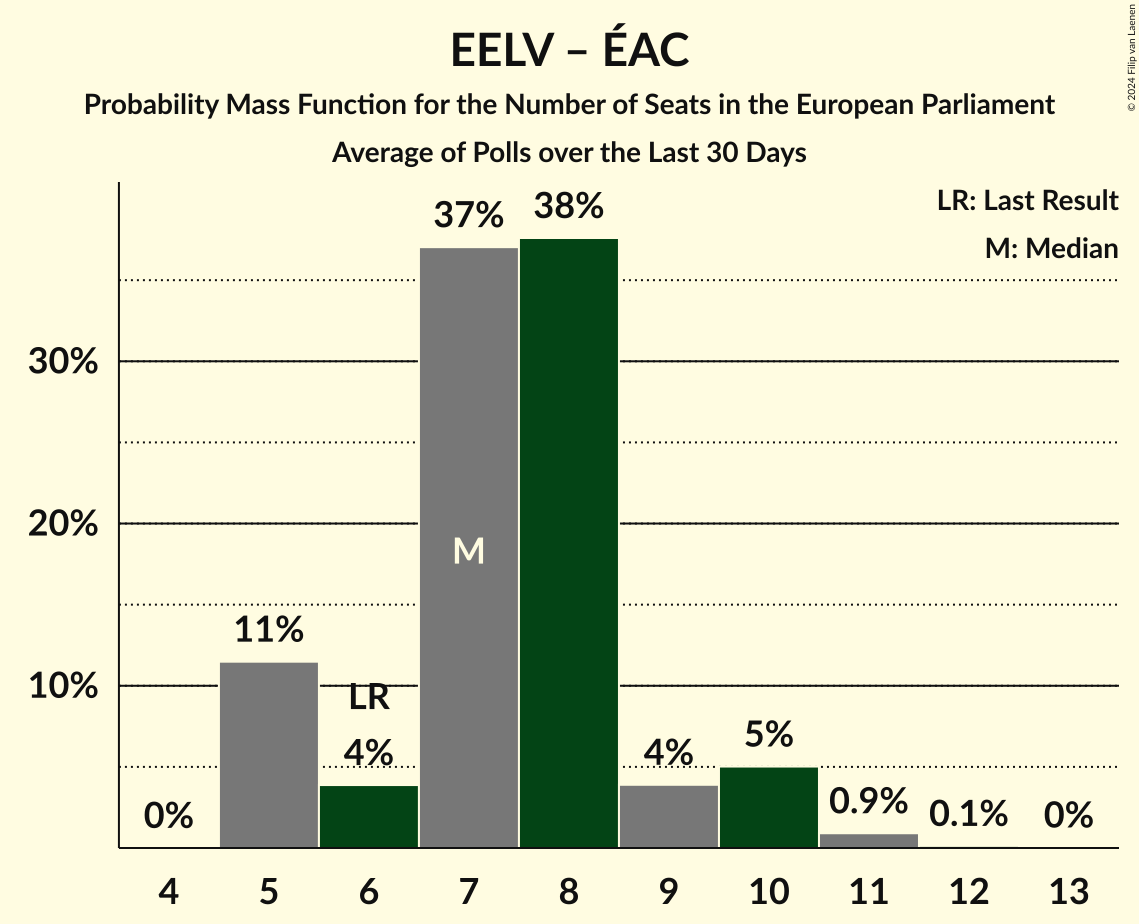 EELV – ÉAC
Probability Mass Function for the Number of Seats in the European Parliament
Average of Polls over the Last 30 Days
© 2024 Filip van Laenen
LR: Last Result
M: Median
37%
38%
30%
20%
M
11%
10%
LR
4%
4%
5%
0%
0.9%
0.1%
0%
4 5 6 7 8 9 10 11 12 13